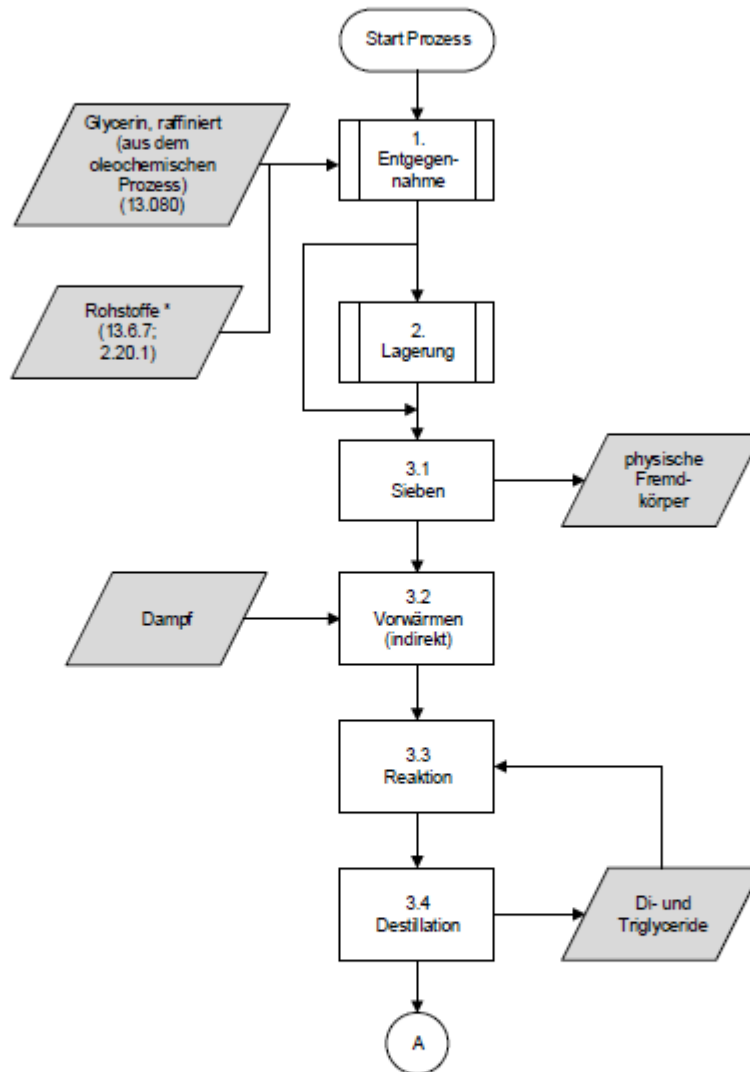 Start Prozess
Glycerin, raffiniert
(aus dem
oleochemischen
Prozess)
(13.080)
1.
Entgegen-
nahme
Rohstoffe *
(13.6.7;
2.20.1)
2.
Lagerung
3.1
Sieben
physische
Fremd-
körper
Dampf
3.2
Vorwärmen
(indirekt)
3.3
Reaktion
3.4
Destillation
Di- und
Triglyceride
A